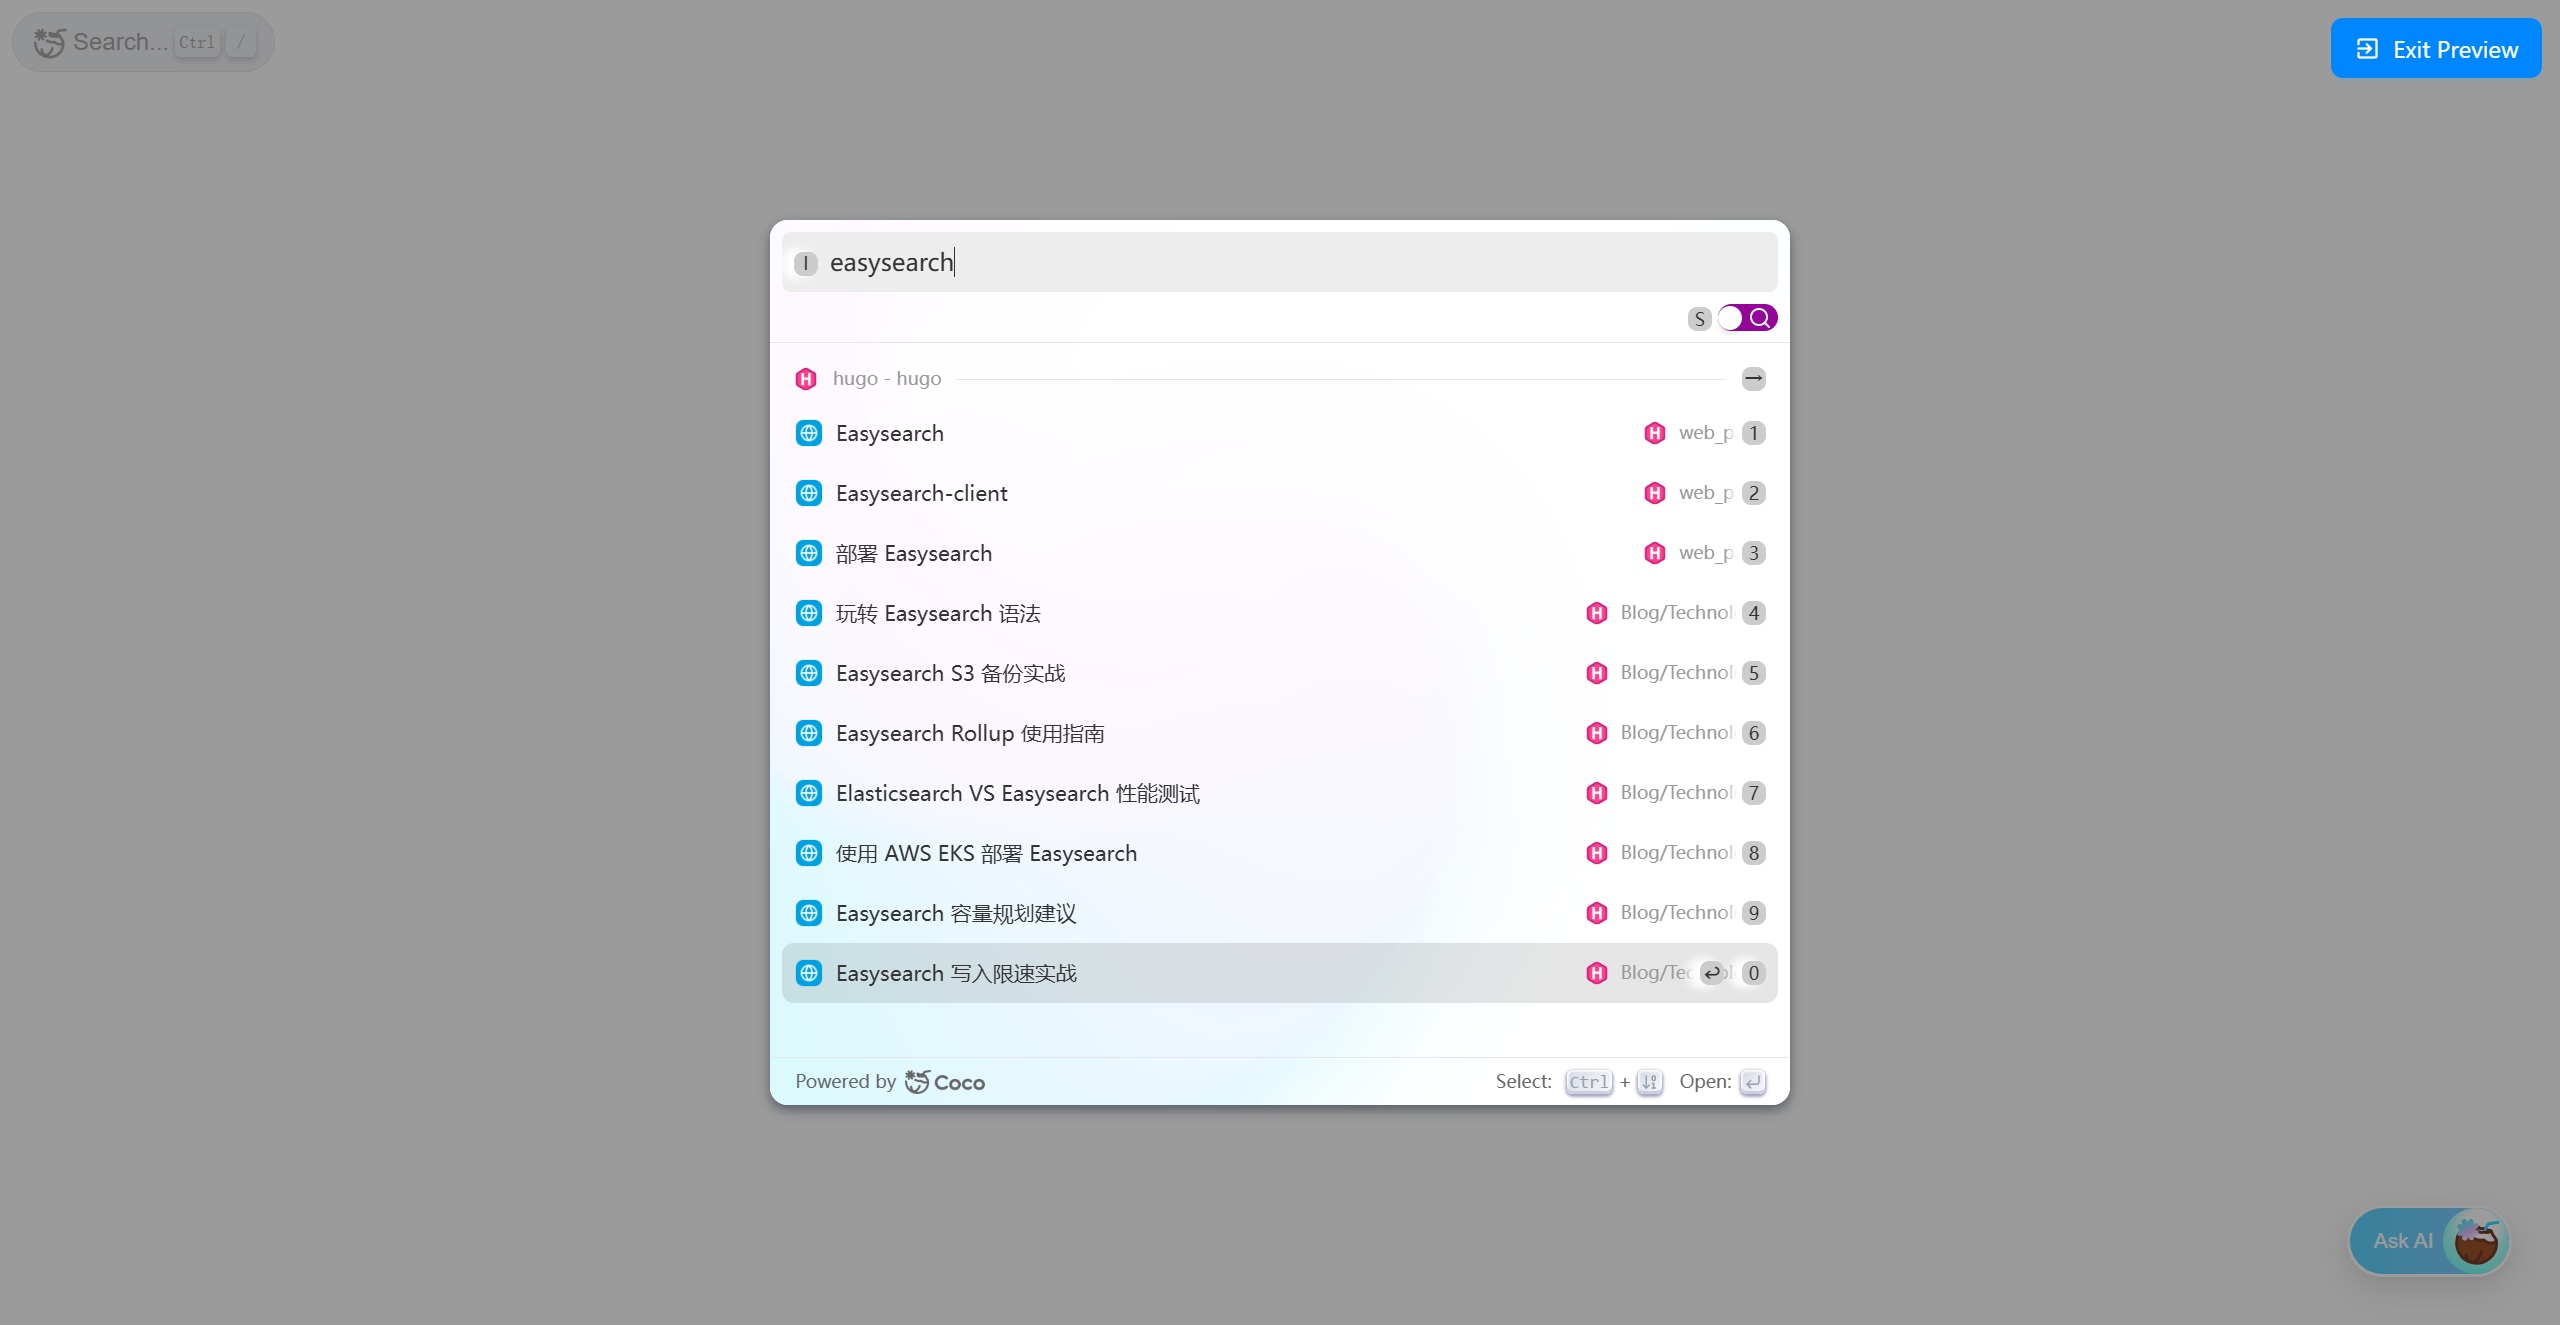 Search... Ctrl /
Exit Preview
I easysearch
S
hugo - hugo
Easysearch web_p 1
Easysearch-client web_p 2
部署 Easysearch web_p 3
玩转 Easysearch 语法 Blog/Technol 4
Easysearch S3 备份实战 Blog/Technol 5
Easysearch Rollup 使用指南 Blog/Technol 6
Elasticsearch VS Easysearch 性能测试 Blog/Technol 7
使用 AWS EKS 部署 Easysearch Blog/Technol 8
Easysearch 容量规划建议 Blog/Technol 9
Easysearch 写入限速实战 Blog/Tec 0
Powered by Coco
Select: Ctrl + Open:
Ask AI